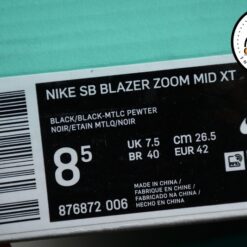 NIKE SB BLAZER ZOOM MID XT
BLACK/BLACK-MTLC PEWTER
NOIR/ETAIN MTLQ/NOIR
8 5
UK 7.5 cm 26.5
BR 40 EUR 42
MADE IN CHINA /
FABRIQUE EN CHINE /
FABRICADO NA CHINA /
HECHO EN CHINA
876872 006